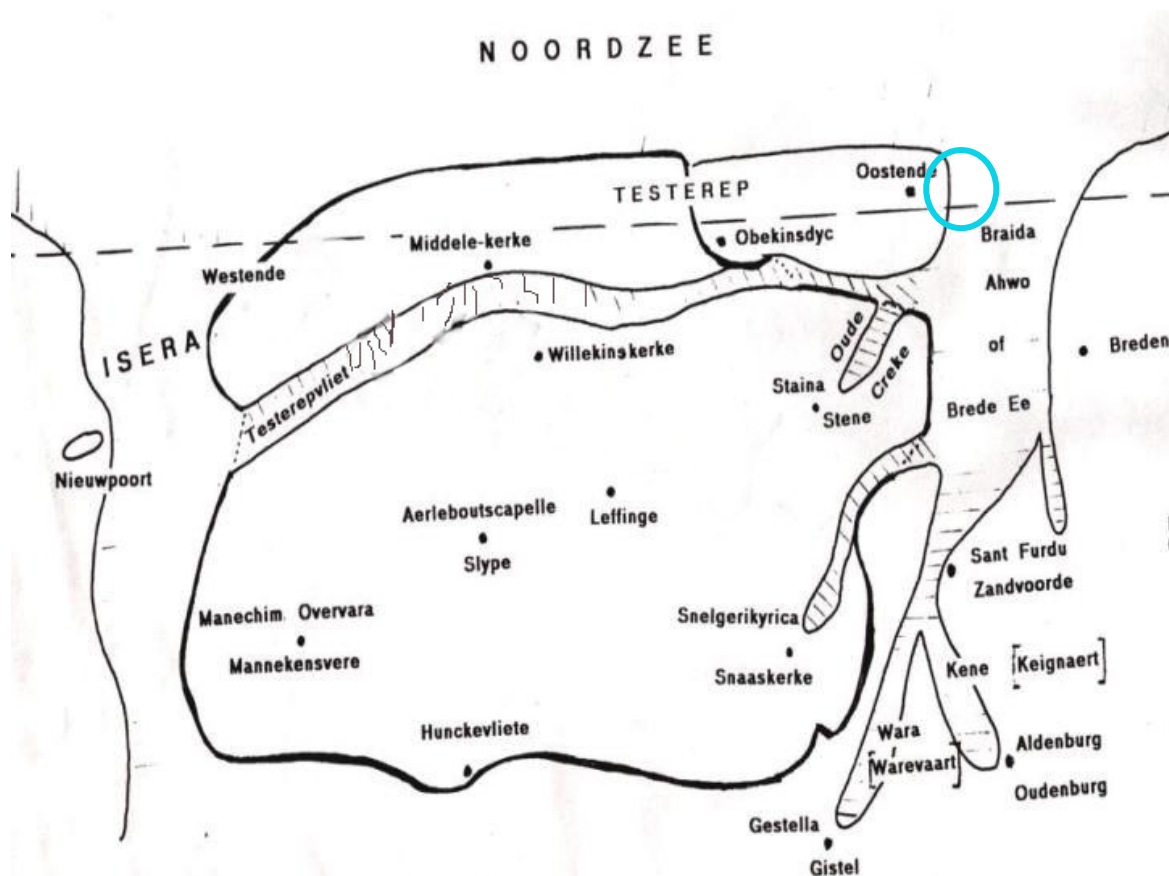 NOORDZEE
Oostende
TESTEREP
Obekinsdyc
Braida
Middele-kerke
Westende
Ahwo
ISERA
Oude
Creke
of
Breden
Willekinskerke
Testerepvliet
Staina
Stene
Brede Ee
Nieuwpoort
Aerleboutscapelle
Leffinge
Slype
Sant Furdu
Zandvoorde
Manechim Overvara
Mannekensvere
Snelgerikyrica
Snaaskerke
Kene [Keignaert]
Hunckevliete
Wara
[Warevaart]
Aldenburg
Oudenburg
Gestella
Gistel